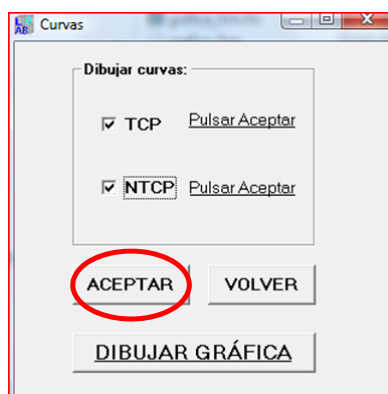 Curvas
Dibujar curvas:
TCP Pulsar Aceptar
NTCP Pulsar Aceptar
ACEPTAR VOLVER
DIBUJAR GRÁFICA